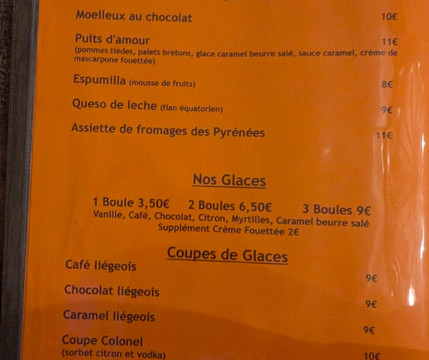 Moelleux au chocolat 10€
Puits d'amour 11€
(pommes tièdes, palets bretons, glace caramel beurre salé, sauce caramel, crème de
mascarpone fouettée)
Espumilla (mousse de fruits) 8€
Queso de leche (flan équatorien) 9€
Assiette de fromages des Pyrénées 11€
Nos Glaces
1 Boule 3,50€ 2 Boules 6,50€ 3 Boules 9€
Vanille, Café, Chocolat, Citron, Myrtilles, Caramel beurre salé
Supplément Crème Fouettée 2€
Coupes de Glaces
Café liégeois 9€
Chocolat liégeois 9€
Caramel liégeois 9€
Coupe Colonel 10€
(sorbet citron et vodka)